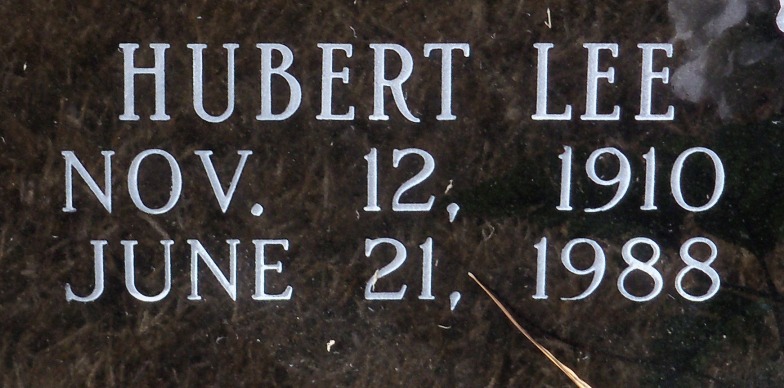 HUBERT LEE
NOV. 12, 1910
JUNE 21, 1988